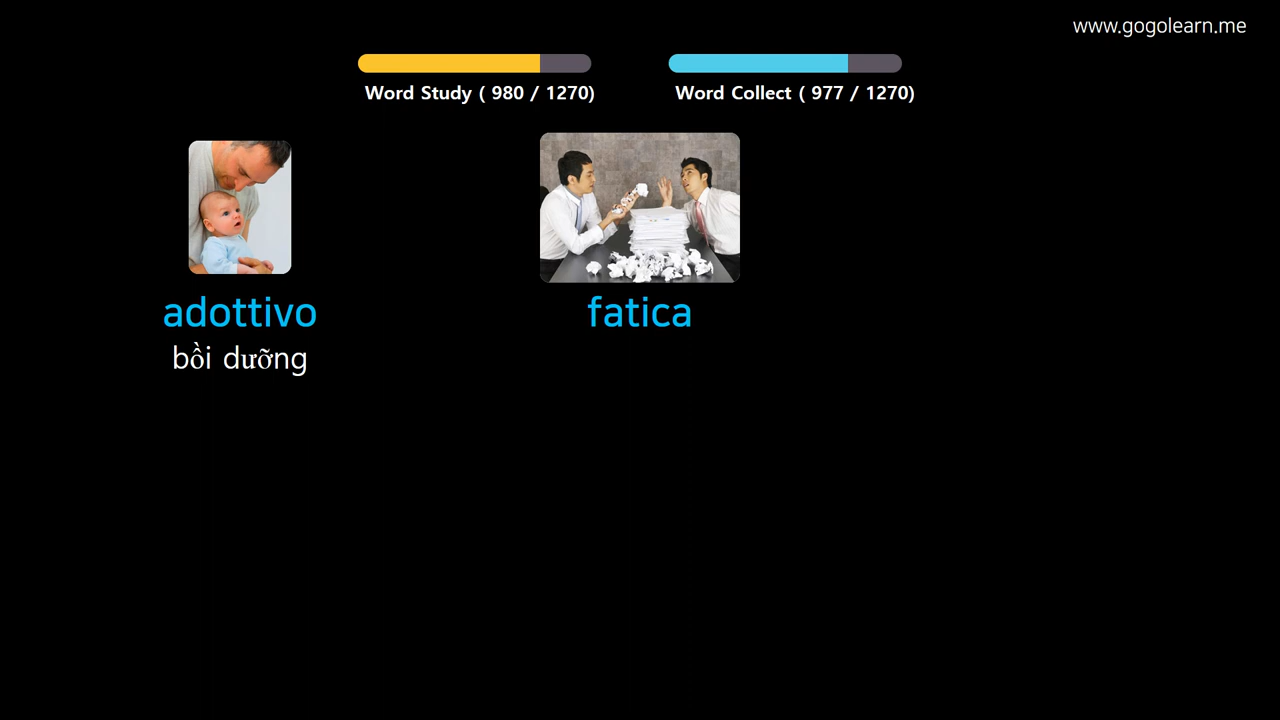 www.gogolearn.me
Word Study ( 980 / 1270)
Word Collect ( 977 / 1270)
adottivo
bồi dưỡng
fatica